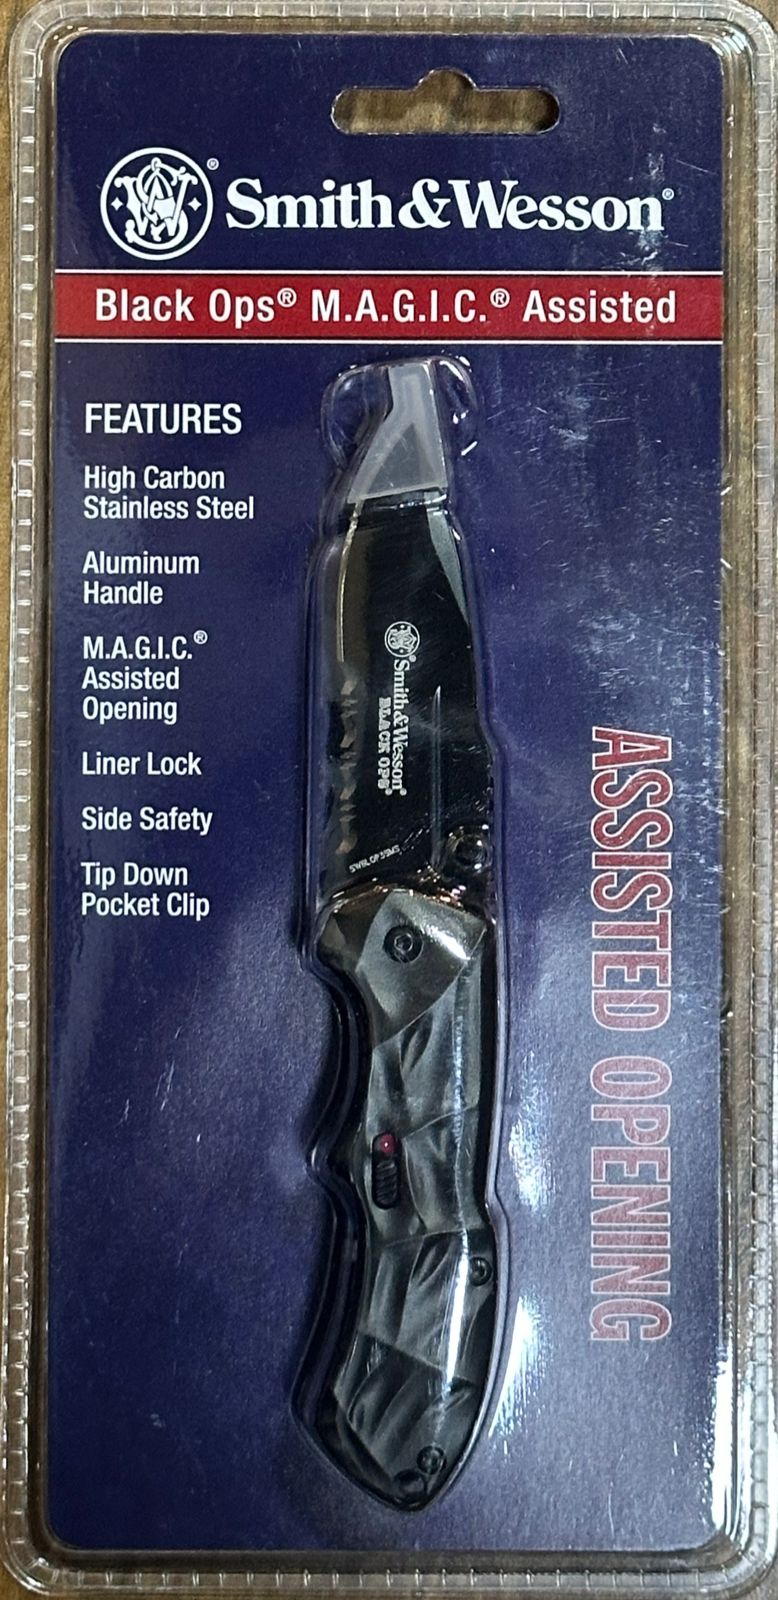 Smith&Wesson®
Black Ops® M.A.G.I.C.® Assisted
FEATURES
High Carbon
Stainless Steel
Aluminum
Handle
M.A.G.I.C.®
Assisted
Opening
Liner Lock
Side Safety
Tip Down
Pocket Clip
Smith&Wesson®
BLACK OPS®
ASSISTED OPENING